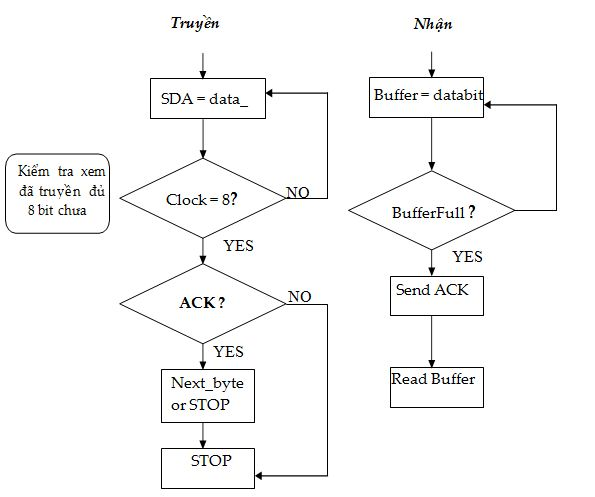 Truyền
SDA = data_
Kiểm tra xem
đã truyền đủ
8 bit chưa
Clock = 8?
NO
YES
ACK ?
NO
YES
Next_byte
or STOP
STOP
Nhận
Buffer = databit
BufferFull ?
YES
Send ACK
Read Buffer